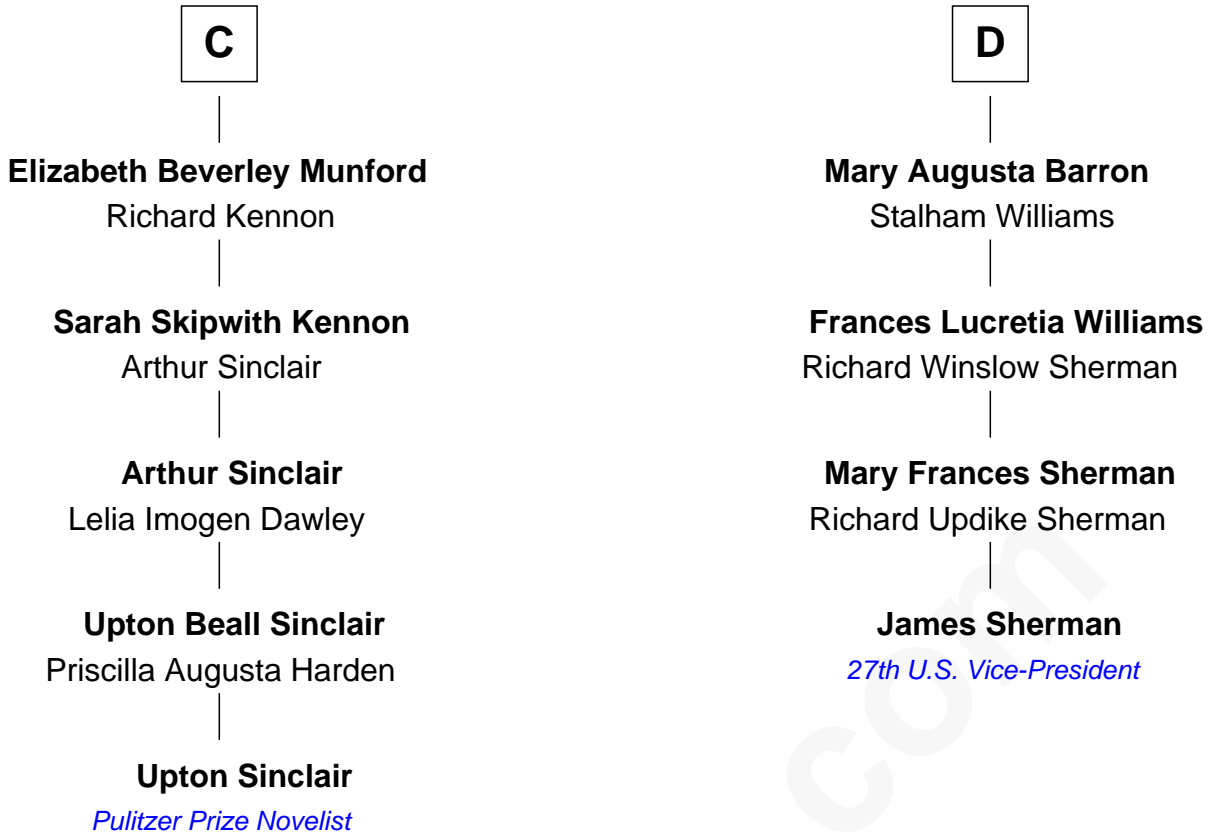 C
Elizabeth Beverley Munford
Richard Kennon
Sarah Skipwith Kennon
Arthur Sinclair
Arthur Sinclair
Lelia Imogen Dawley
Upton Beall Sinclair
Priscilla Augusta Harden
Upton Sinclair
Pulitzer Prize Novelist
D
Mary Augusta Barron
Stalham Williams
Frances Lucretia Williams
Richard Winslow Sherman
Mary Frances Sherman
Richard Updike Sherman
James Sherman
27th U.S. Vice-President
com